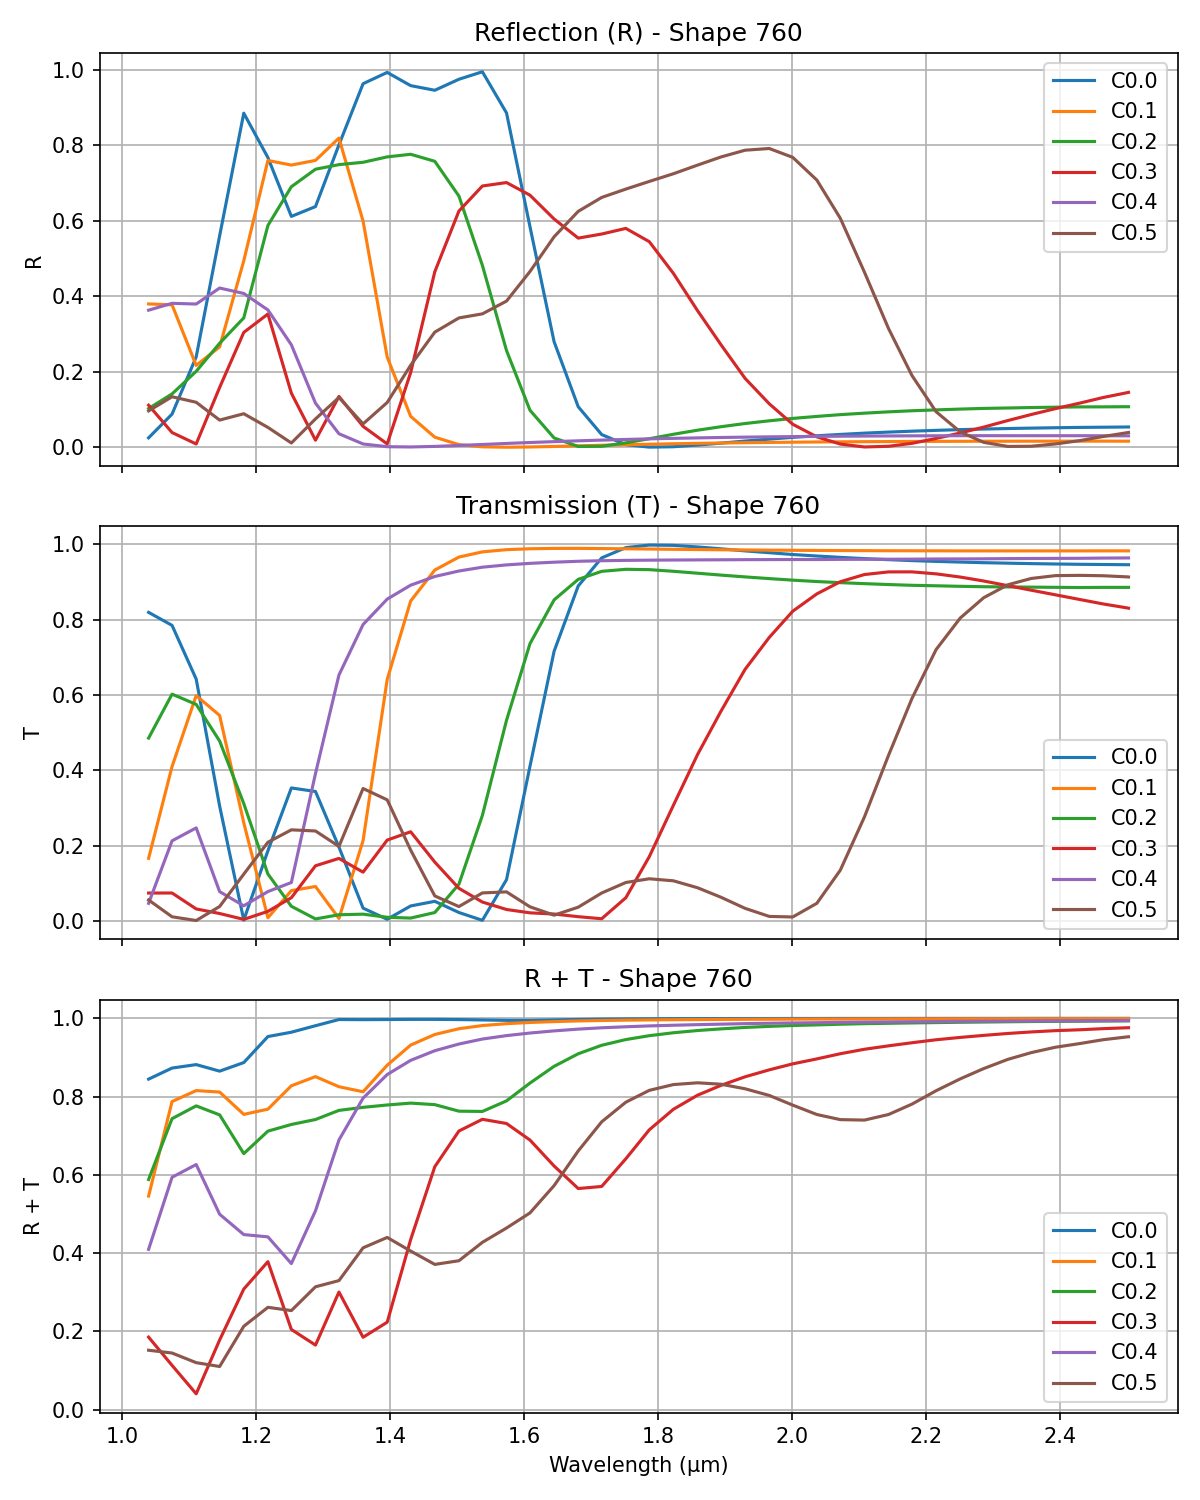 Reflection (R) - Shape 760
1.0
0.8
0.6
0.4
0.2
0.0
R
C0.0
C0.1
C0.2
C0.3
C0.4
C0.5
Transmission (T) - Shape 760
1.0
0.8
0.6
0.4
0.2
0.0
T
C0.0
C0.1
C0.2
C0.3
C0.4
C0.5
R + T - Shape 760
1.0
0.8
0.6
0.4
0.2
0.0
R + T
C0.0
C0.1
C0.2
C0.3
C0.4
C0.5
1.0 1.2 1.4 1.6 1.8 2.0 2.2 2.4
Wavelength (μm)